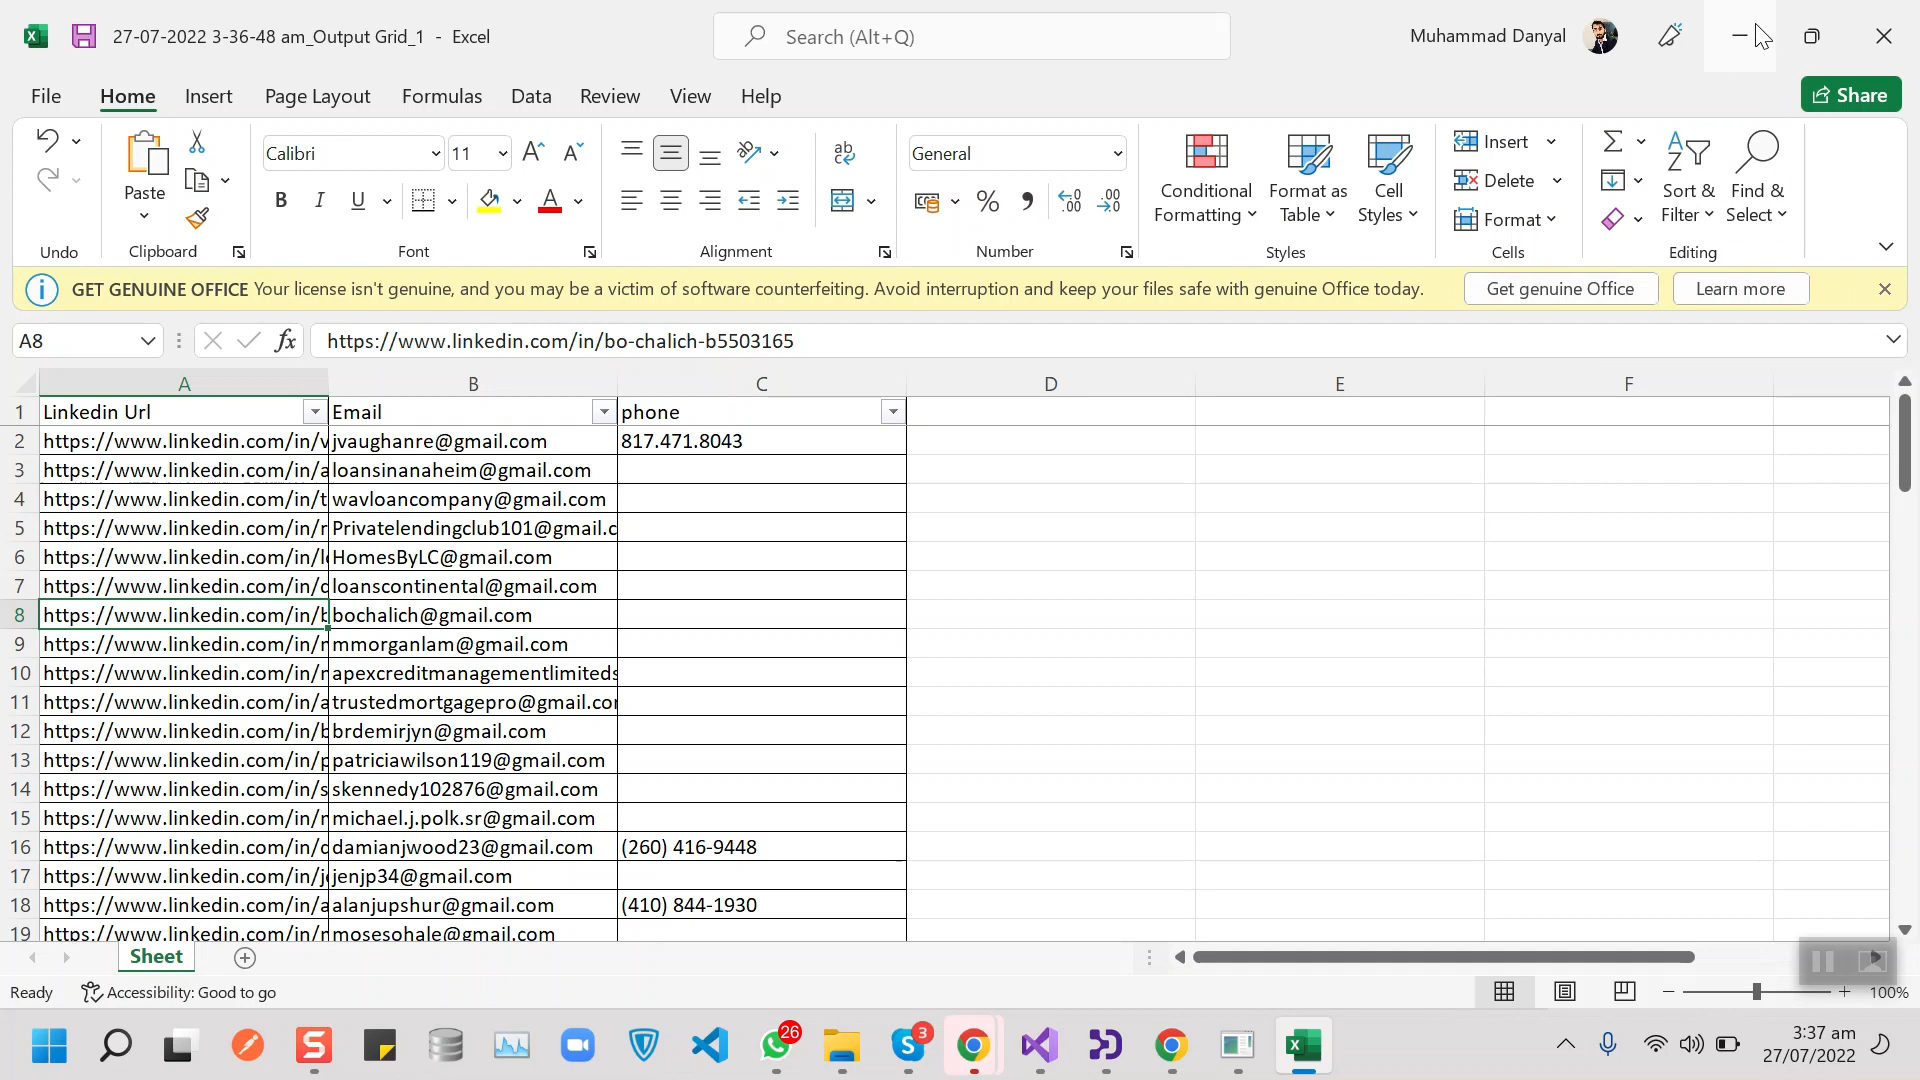 27-07-2022 3-36-48 am_Output Grid_1 - Excel
Search (Alt+Q)
Muhammad Danyal
File Home Insert Page Layout Formulas Data Review View Help
Share
Undo
Paste
Clipboard
Calibri 11
B I U A
Font
ab
Alignment
General
% .00
Number
Conditional Formatting
Format as Table
Cell Styles
Styles
Insert
Delete
Format
Cells
Sort & Filter
Find & Select
Editing
GET GENUINE OFFICE Your license isn't genuine, and you may be a victim of software counterfeiting. Avoid interruption and keep your files safe with genuine Office today.
Get genuine Office
Learn more
A8
fx
https://www.linkedin.com/in/bo-chalich-b5503165
A B C D E F
1 Linkedin Url Email phone
2 https://www.linkedin.com/in/v jvaughanre@gmail.com 817.471.8043
3 https://www.linkedin.com/in/a loansinanaheim@gmail.com
4 https://www.linkedin.com/in/t wavloancompany@gmail.com
5 https://www.linkedin.com/in/r Privatelendingclub101@gmail.c
6 https://www.linkedin.com/in/l HomesByLC@gmail.com
7 https://www.linkedin.com/in/c loanscontinental@gmail.com
8 https://www.linkedin.com/in/b bochalich@gmail.com
9 https://www.linkedin.com/in/r mmorganlam@gmail.com
10 https://www.linkedin.com/in/r apexcreditmanagementlimiteds
11 https://www.linkedin.com/in/a trustedmortgagepro@gmail.co
12 https://www.linkedin.com/in/b brdemirjyn@gmail.com
13 https://www.linkedin.com/in/p patriciawilson119@gmail.com
14 https://www.linkedin.com/in/s skennedy102876@gmail.com
15 https://www.linkedin.com/in/r michael.j.polk.sr@gmail.com
16 https://www.linkedin.com/in/c damianjwood23@gmail.com (260) 416-9448
17 https://www.linkedin.com/in/j jenjp34@gmail.com
18 https://www.linkedin.com/in/a alanjupshur@gmail.com (410) 844-1930
19 https://www.linkedin.com/in/r mosesohale@gmail.com
Sheet
Ready
Accessibility: Good to go
100%
26
3
3:37 am
27/07/2022